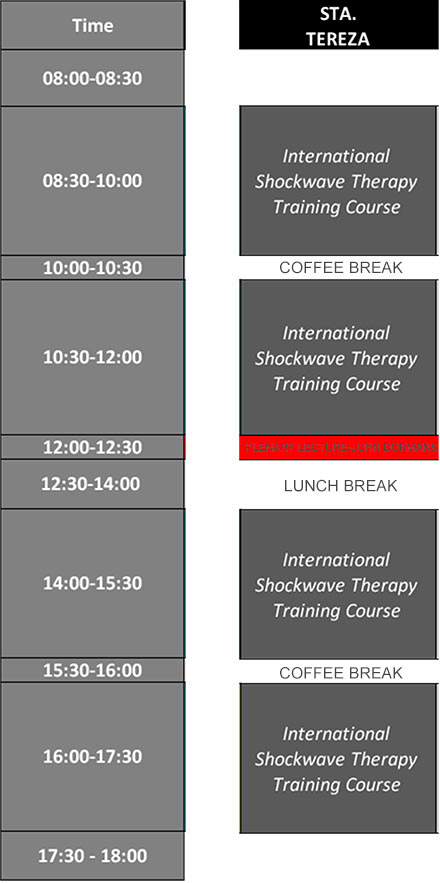 Time
STA.
TEREZA
08:00-08:30
08:30-10:00
International
Shockwave Therapy
Training Course
10:00-10:30
COFFEE BREAK
10:30-12:00
International
Shockwave Therapy
Training Course
12:00-12:30
PLENARY LECTURE JOHN
12:30-14:00
LUNCH BREAK
14:00-15:30
International
Shockwave Therapy
Training Course
15:30-16:00
COFFEE BREAK
16:00-17:30
International
Shockwave Therapy
Training Course
17:30 - 18:00